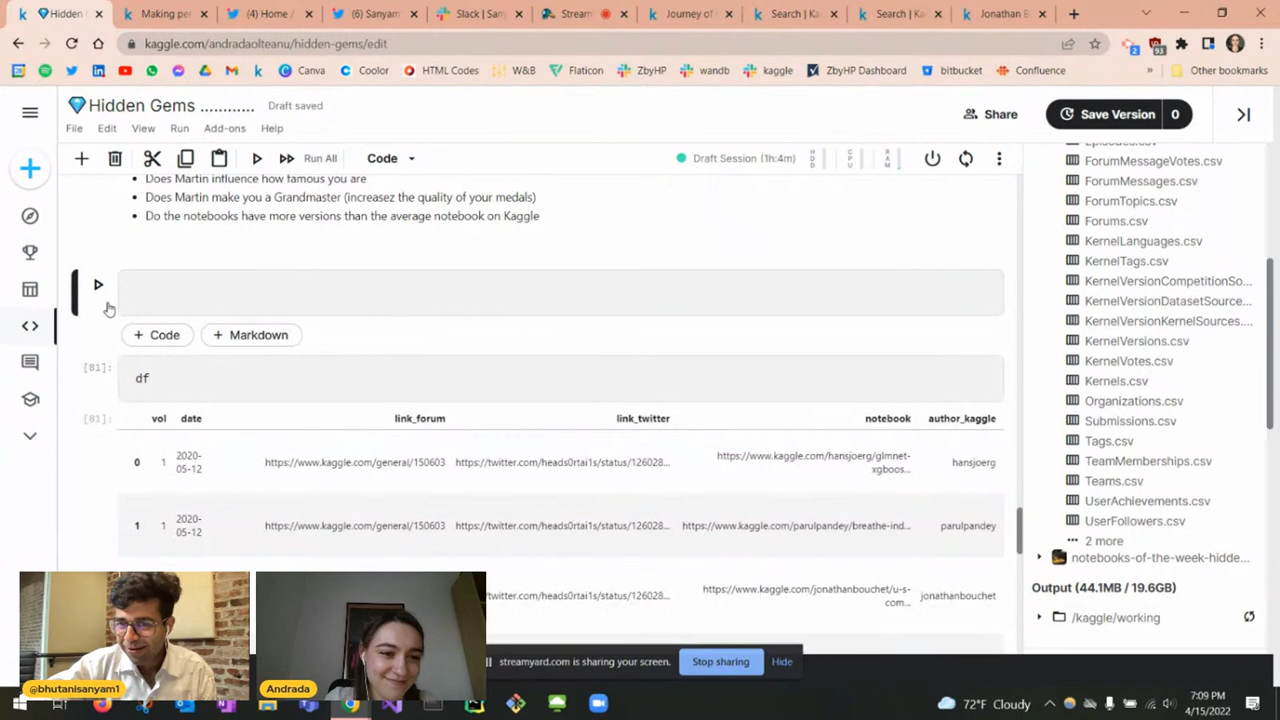 Hidden G
Making pe
(4) Home /
(6) Sanyam
Slack | San
Stream
Journey of
Search | Ka
Search | Ka
Jonathan B
kaggle.com/andradaolteanu/hidden-gems/edit
2
93
Canva
Coolor
HTML Codes
W&B
Flaticon
ZbyHP
wandb
kaggle
ZbyHP Dashboard
bitbucket
Confluence
»
Other bookmarks
Hidden Gems ............
Draft saved
Share
Save Version
0
File
Edit
View
Run
Add-ons
Help
Run All
Code
Draft Session (1h:4m)
HDD
CPU
RAM
• Does Martin influence how famous you are
• Does Martin make you a Grandmaster (increasez the quality of your medals)
• Do the notebooks have more versions than the average notebook on Kaggle
+ Code
+ Markdown
[81]:
df
[81]:
vol date link_forum link_twitter notebook author_kaggle
0 1 2020-05-12 https://www.kaggle.com/general/150603 https://twitter.com/heads0rtai1s/status/126028... https://www.kaggle.com/hansjoerg/glmnet-xgboos... hansjoerg
1 1 2020-05-12 https://www.kaggle.com/general/150603 https://twitter.com/heads0rtai1s/status/126028... https://www.kaggle.com/parulpandey/breathe-ind... parulpandey
https://www.kaggle.com/jonathanbouchet/u-s-com... jonathanbouchet
s://twitter.com/heads0rtai1s/status/126028...
Episodes.csv
ForumMessageVotes.csv
ForumMessages.csv
ForumTopics.csv
Forums.csv
KernelLanguages.csv
KernelTags.csv
KernelVersionCompetitionSo...
KernelVersionDatasetSource...
KernelVersionKernelSources....
KernelVersions.csv
KernelVotes.csv
Kernels.csv
Organizations.csv
Submissions.csv
Tags.csv
TeamMemberships.csv
Teams.csv
UserAchievements.csv
UserFollowers.csv
2 more
notebooks-of-the-week-hidde...
Output (44.1MB / 19.6GB)
/kaggle/working
@bhutanisanyam1
Andrada
streamyard.com is sharing your screen.
Stop sharing
Hide
72°F Cloudy
7:09 PM
4/15/2022